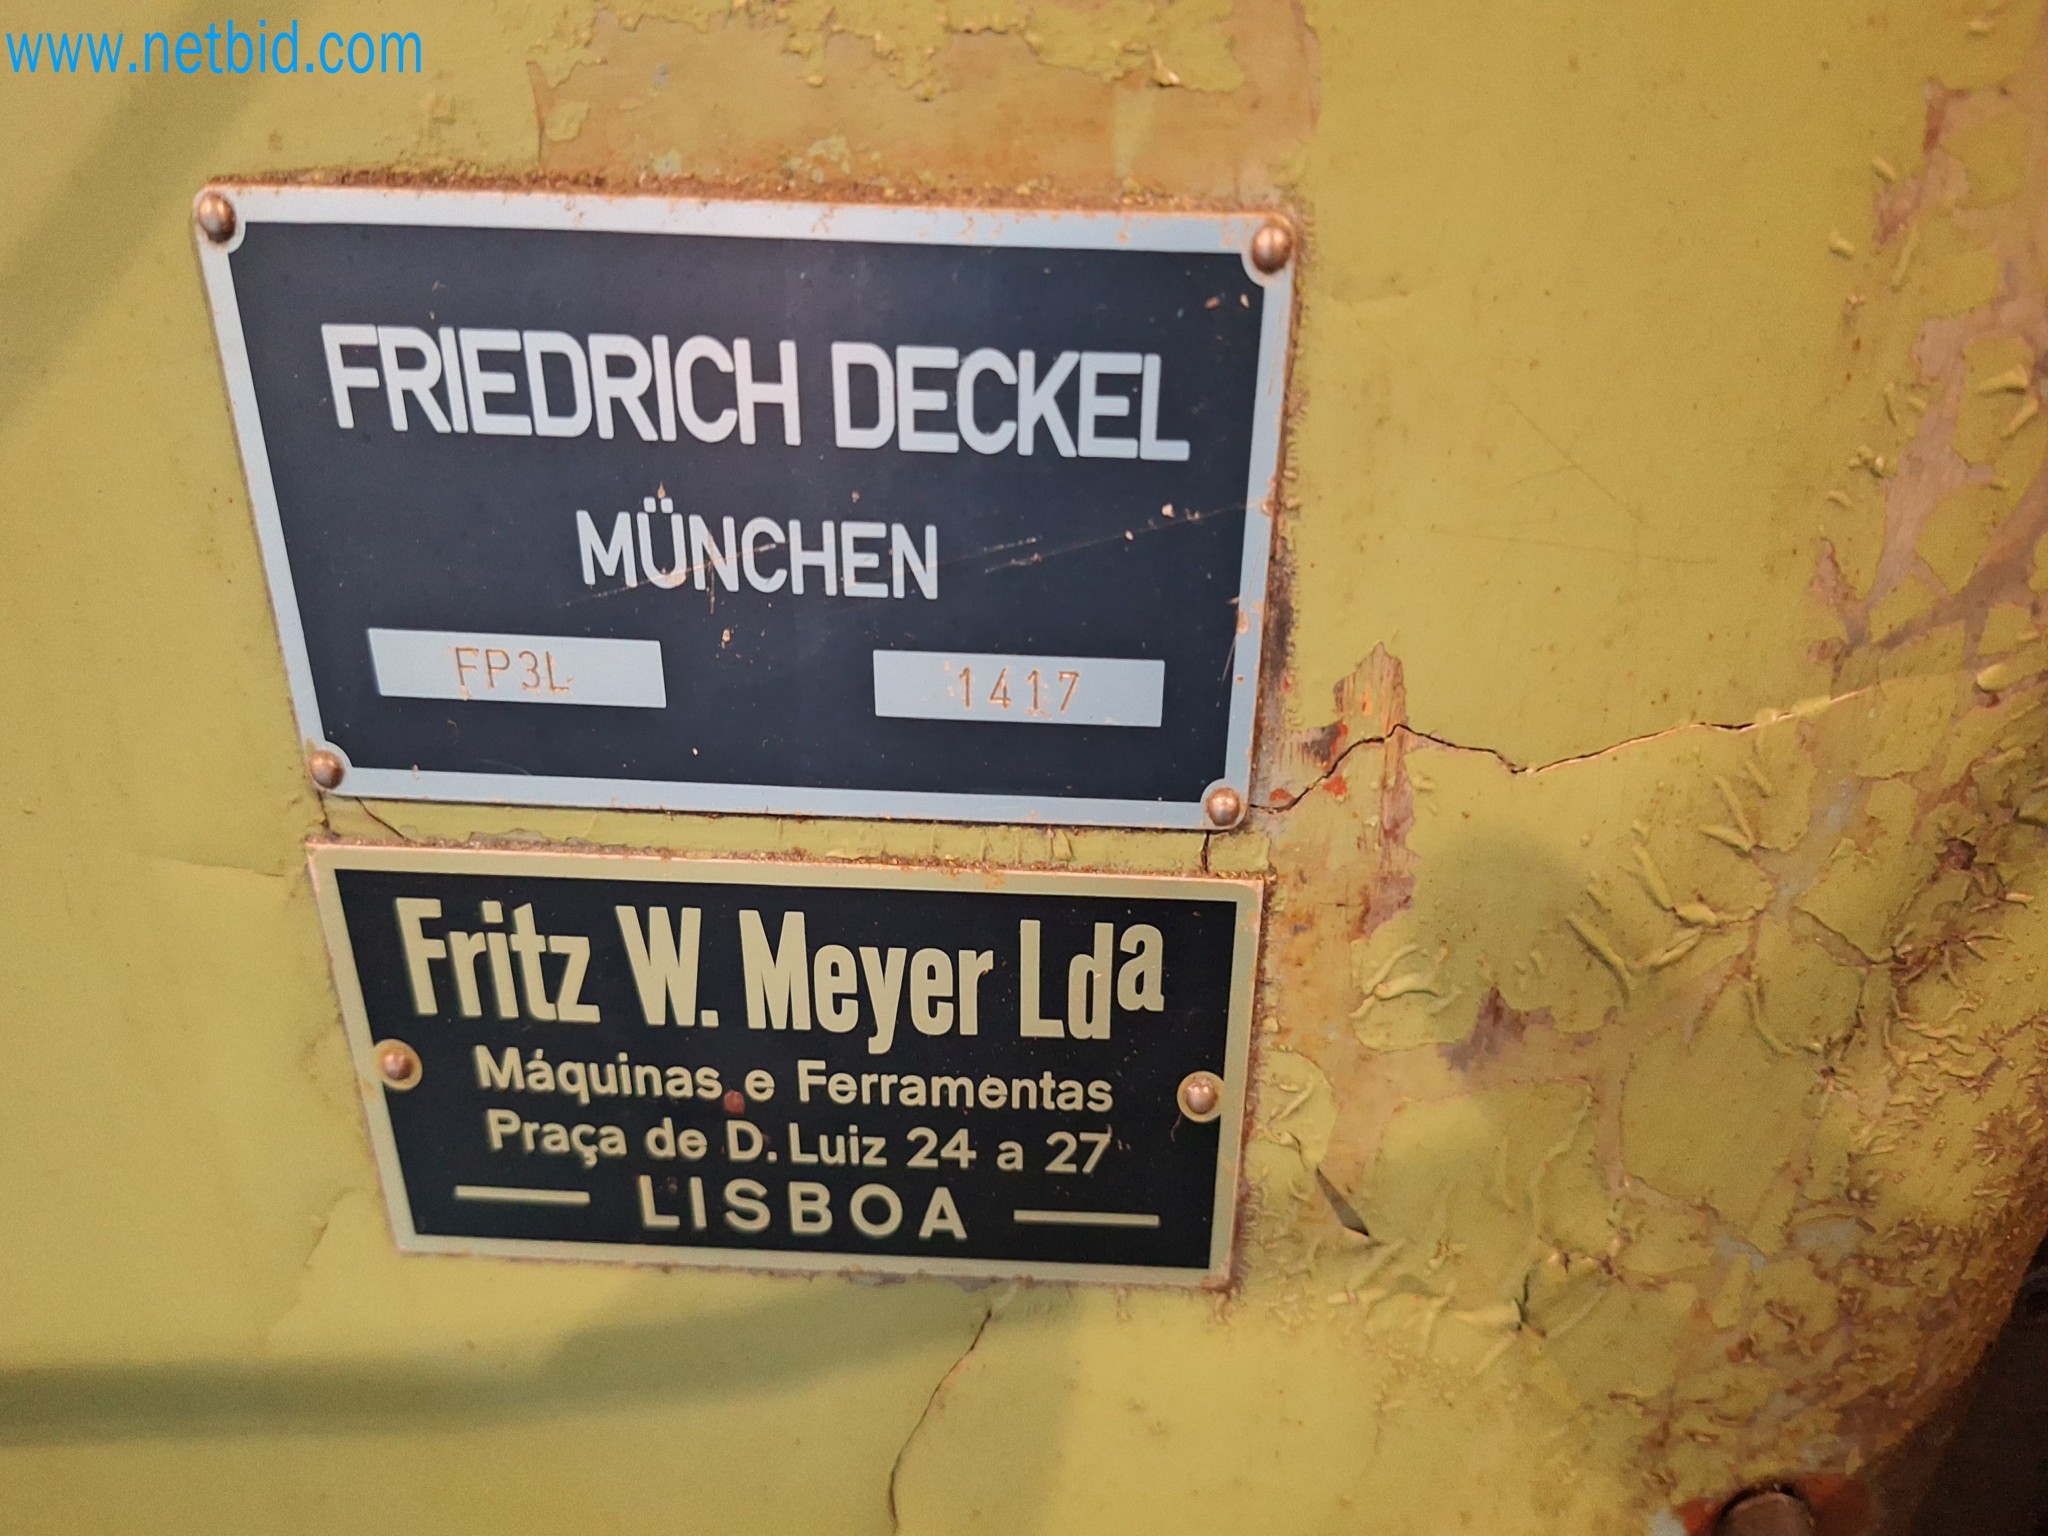 www.netbid.com
FRIEDRICH DECKEL
MÜNCHEN
FP3L 1417
Fritz W. Meyer Ldª
Máquinas e Ferramentas
Praça de D. Luiz 24 a 27
LISBOA